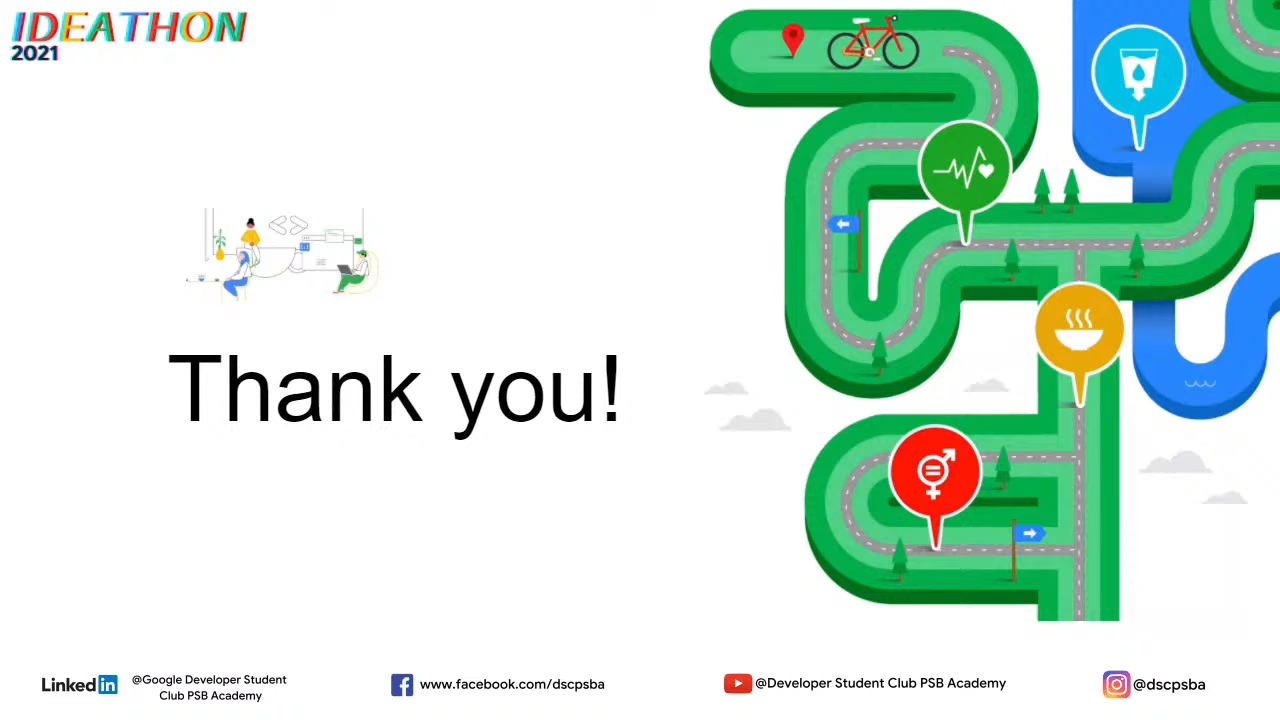 IDEATHON
2021
Thank you!
Linked in
@Google Developer Student
Club PSB Academy
www.facebook.com/dscpsba
@Developer Student Club PSB Academy
@dscpsba